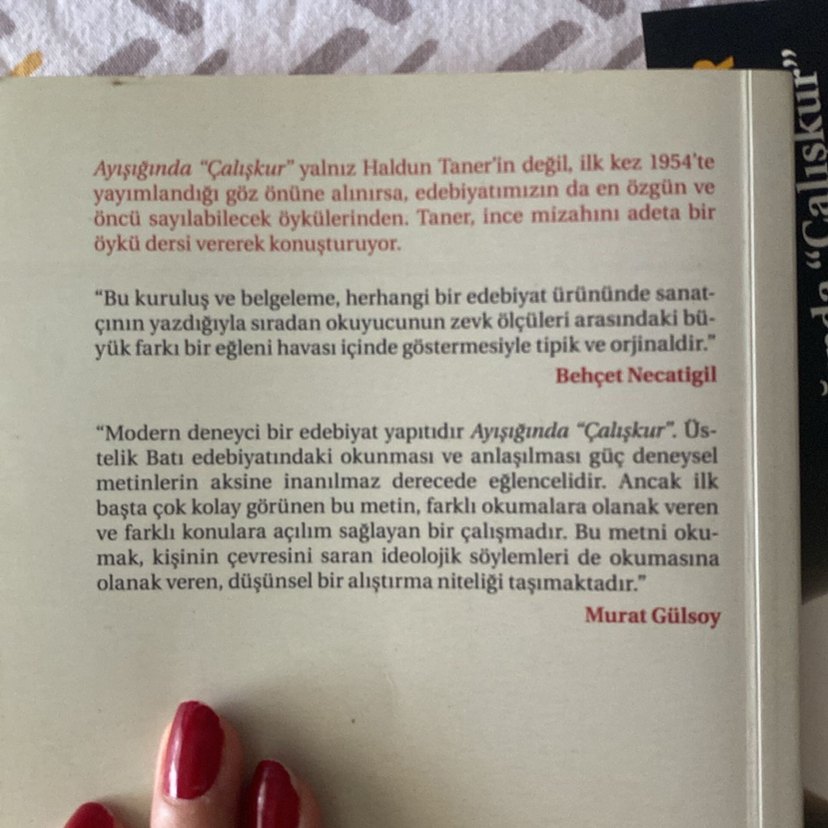 Ayışığında “Çalışkur” yalnız Haldun Taner’in değil, ilk kez 1954’te
yayımlandığı göz önüne alınırsa, edebiyatımızın da en özgün ve
öncü sayılabilecek öykülerinden. Taner, ince mizahını adeta bir
öykü dersi vererek konuşturuyor.
“Bu kuruluş ve belgeleme, herhangi bir edebiyat ürününde sanat-
çının yazdığıyla sıradan okuyucunun zevk ölçüleri arasındaki bü-
yük farkı bir eğleni havası içinde göstermesiyle tipik ve orjinaldir.”
Behçet Necatigil
“Modern deneyci bir edebiyat yapıtıdır Ayışığında “Çalışkur”. Üs-
telik Batı edebiyatındaki okunması ve anlaşılması güç deneysel
metinlerin aksine inanılmaz derecede eğlencelidir. Ancak ilk
başta çok kolay görünen bu metin, farklı okumalara olanak veren
ve farklı konulara açılım sağlayan bir çalışmadır. Bu metni oku-
mak, kişinin çevresini saran ideolojik söylemleri de okumasına
olanak veren, düşünsel bir alıştırma niteliği taşımaktadır.”
Murat Gülsoy
“Çalışkur”